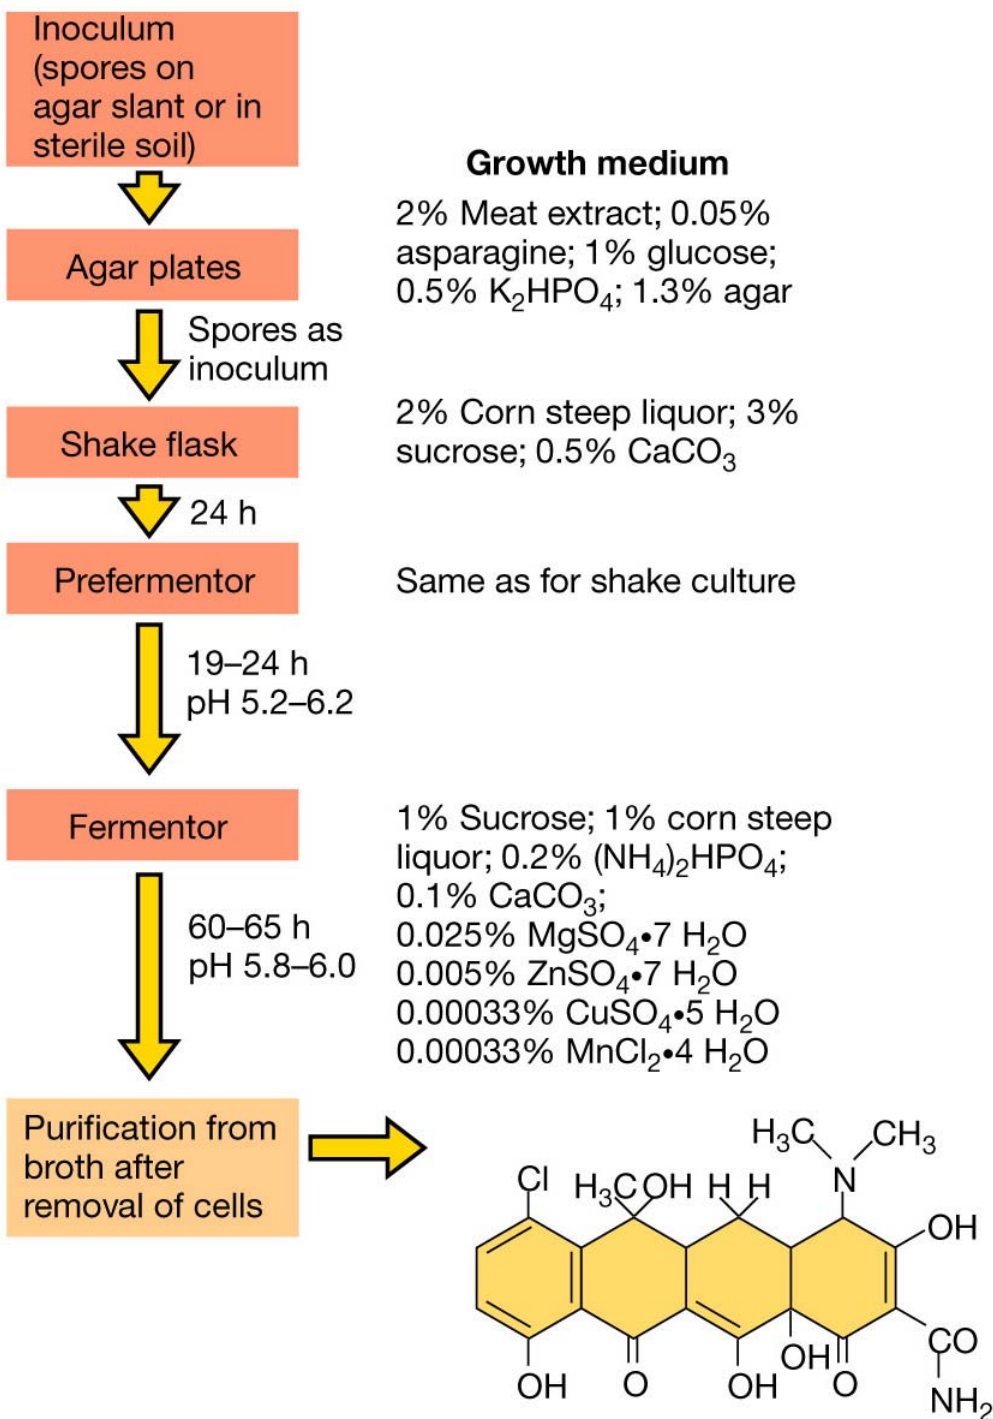 Inoculum
(spores on
agar slant or in
sterile soil)
Growth medium
Agar plates
2% Meat extract; 0.05%
asparagine; 1% glucose;
0.5% K₂HPO₄; 1.3% agar
Spores as
inoculum
Shake flask
2% Corn steep liquor; 3%
sucrose; 0.5% CaCO₃
24 h
Prefermentor
Same as for shake culture
19–24 h
pH 5.2–6.2
Fermentor
1% Sucrose; 1% corn steep
liquor; 0.2% (NH₄)₂HPO₄;
0.1% CaCO₃;
0.025% MgSO₄•7 H₂O
0.005% ZnSO₄•7 H₂O
0.00033% CuSO₄•5 H₂O
0.00033% MnCl₂•4 H₂O
60–65 h
pH 5.8–6.0
Purification from
broth after
removal of cells
H₃C CH₃
Cl H₃C OH H H N
OH
OH O OH OH O CO
NH₂